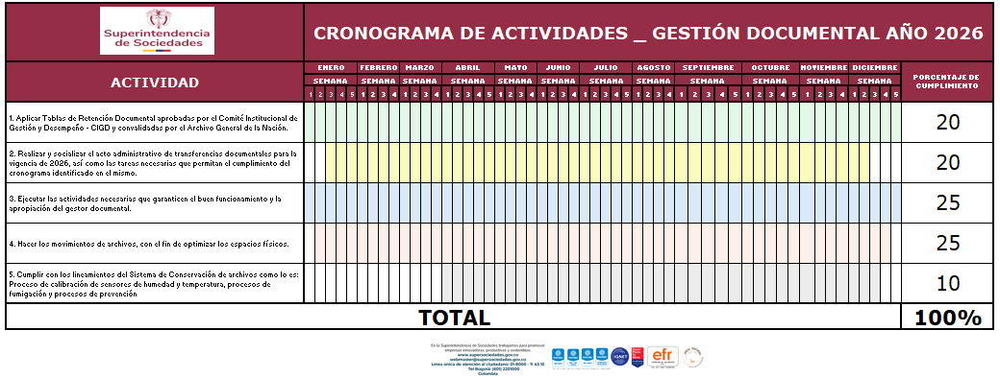 Superintendencia
de Sociedades
CRONOGRAMA DE ACTIVIDADES _ GESTIÓN DOCUMENTAL AÑO 2026
ACTIVIDAD
ENERO FEBRERO MARZO ABRIL MAYO JUNIO JULIO AGOSTO SEPTIEMBRE OCTUBRE NOVIEMBRE DICIEMBRE
PORCENTAJE DE
CUMPLIMIENTO
SEMANA SEMANA SEMANA SEMANA SEMANA SEMANA SEMANA SEMANA SEMANA SEMANA SEMANA SEMANA
1 2 3 4 5 1 2 3 4 1 2 3 4 1 2 3 4 5 1 2 3 4 1 2 3 4 1 2 3 4 5 1 2 3 4 1 2 3 4 5 1 2 3 4 5 1 2 3 4 1 2 3 4 5
1. Aplicar Tablas de Retención Documental aprobadas por el Comité Institucional de
Gestión y Desempeño - CIGD y convalidadas por el Archivo General de la Nación.
20
2. Realizar y socializar el acto administrativo de transferencias documentales para la
vigencia de 2026, así como las tareas necesarias que permitan el cumplimiento del
cronograma identificado en el mismo.
20
3. Ejecutar las actividades necesarias que garanticen el buen funcionamiento y la
apropiación del gestor documental.
25
4. Hacer los movimientos de archivos, con el fin de optimizar los espacios físicos.
25
5. Cumplir con los lineamientos del Sistema de Conservación de archivos como lo es:
Proceso de calibración de sensores de humedad y temperatura, procesos de
fumigación y procesos de prevención
10
TOTAL
100%
En la Superintendencia de Sociedades trabajamos para promover
empresas innovadoras, productivas y sostenibles.
www.supersociedades.gov.co
webmaster@supersociedades.gov.co
Línea única de atención al ciudadano: 01-8000 - 11 43 10
Tel Bogotá: (601) 2201000
Colombia
IQNET
efr